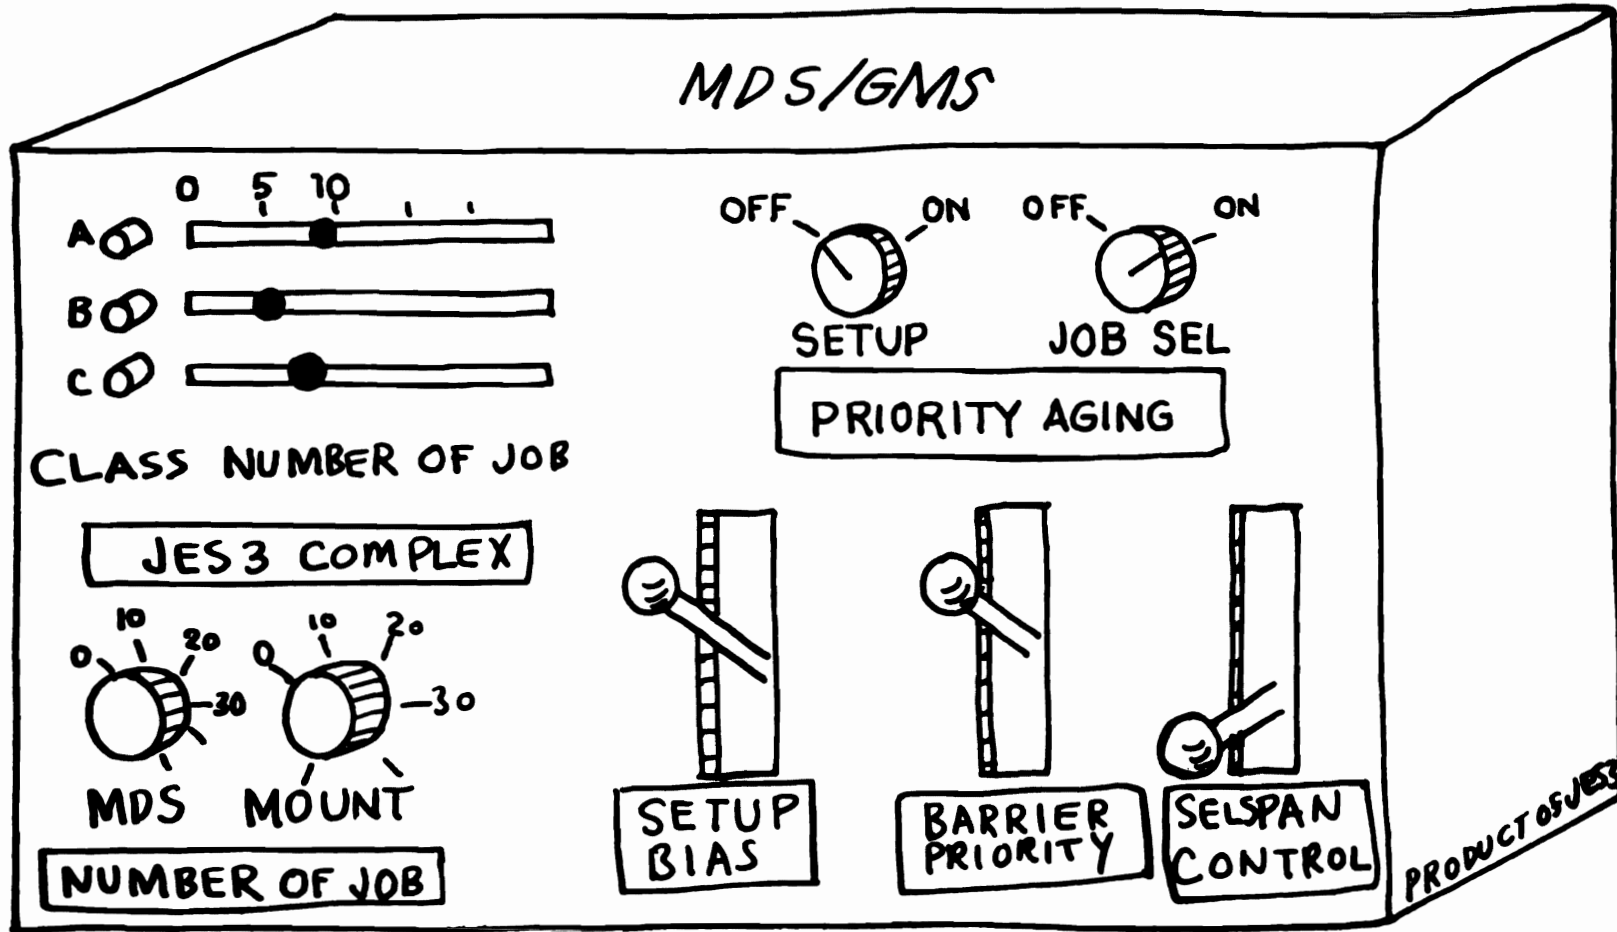 MDS/GMS
0 5 10
A
B
C
CLASS NUMBER OF JOB
JES3 COMPLEX
0 10 20 30
MDS
0 10 20 30
MOUNT
NUMBER OF JOB
OFF ON
SETUP
OFF ON
JOB SEL
PRIORITY AGING
SETUP
BIAS
BARRIER
PRIORITY
SELSPAN
CONTROL
PRODUCT OF JES3